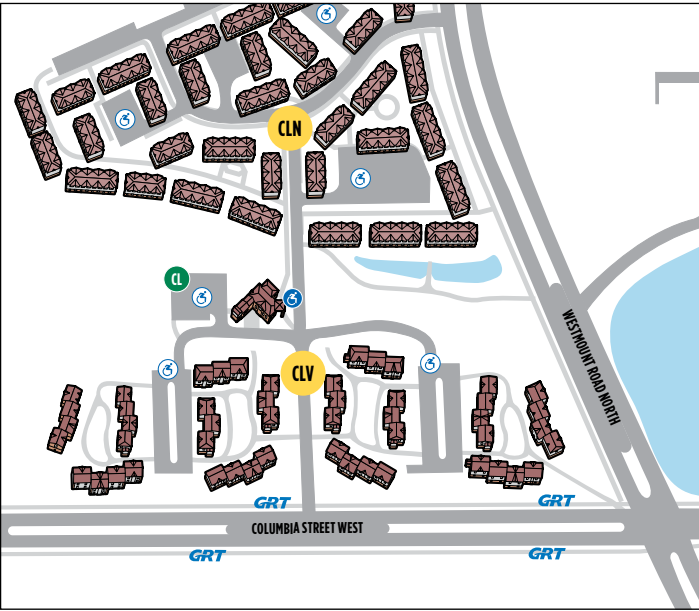 CLN
CL
WESTMOUNT ROAD NORTH
CLV
GRT
GRT
COLUMBIA STREET WEST
GRT
GRT